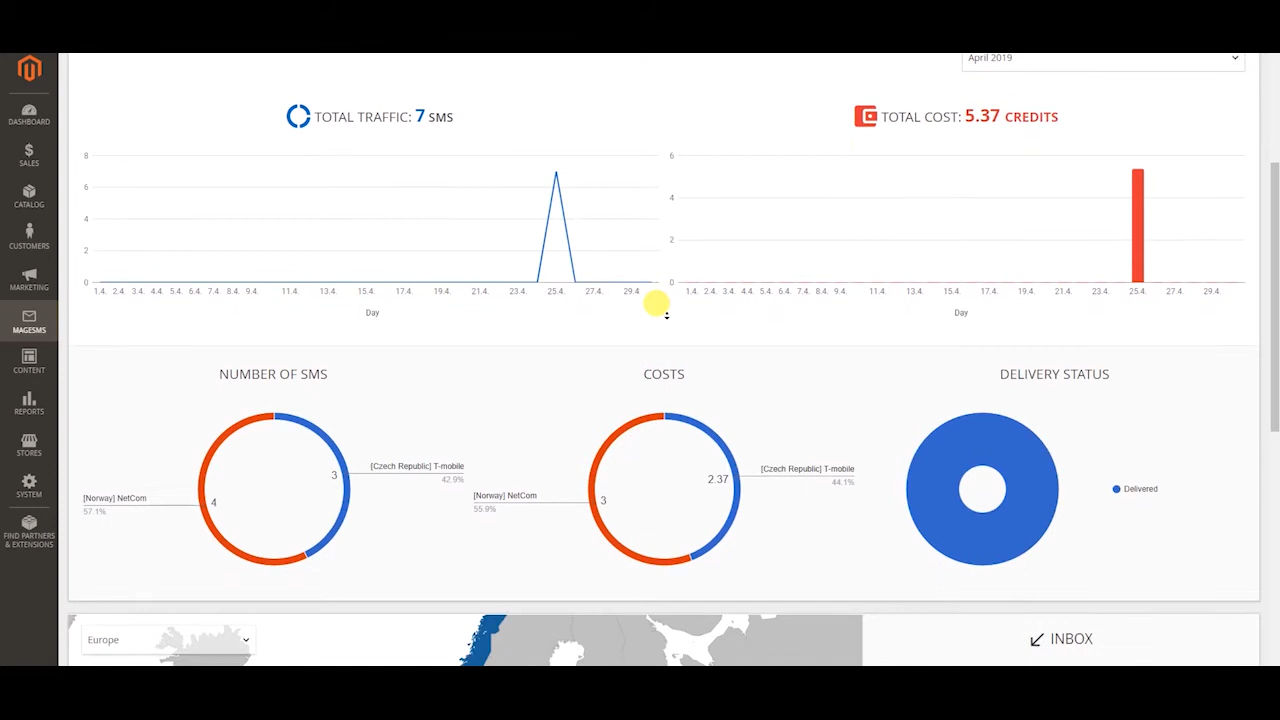 April 2019
TOTAL TRAFFIC: 7 SMS
TOTAL COST: 5.37 CREDITS
8
6
4
2
0
1.4. 2.4. 3.4. 4.4. 5.4. 6.4. 7.4. 8.4. 9.4. 11.4. 13.4. 15.4. 17.4. 19.4. 21.4. 23.4. 25.4. 27.4. 29.4.
Day
6
4
2
0
1.4. 2.4. 3.4. 4.4. 5.4. 6.4. 7.4. 8.4. 9.4. 11.4. 13.4. 15.4. 17.4. 19.4. 21.4. 23.4. 25.4. 27.4. 29.4.
Day
DASHBOARD
SALES
CATALOG
CUSTOMERS
MARKETING
MAGESMS
CONTENT
REPORTS
STORES
SYSTEM
FIND PARTNERS
& EXTENSIONS
NUMBER OF SMS
[Czech Republic] T-mobile
42.9%
3
[Norway] NetCom
57.1%
4
COSTS
[Czech Republic] T-mobile
44.1%
2.37
[Norway] NetCom
55.9%
3
DELIVERY STATUS
Delivered
Europe
INBOX